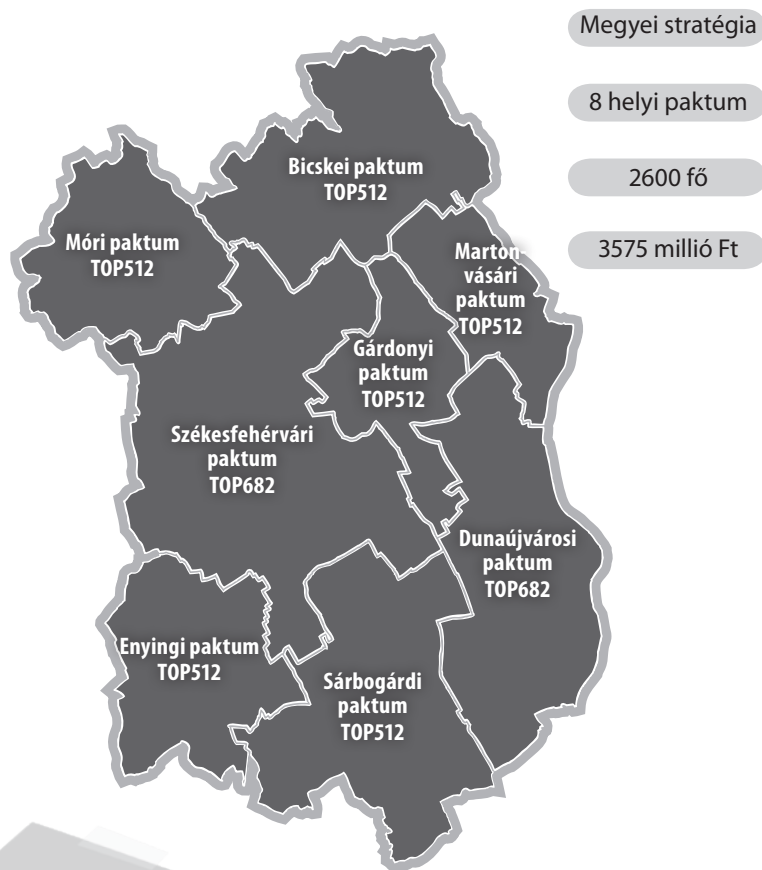 Megyei stratégia
8 helyi paktum
2600 fő
3575 millió Ft
Bicskei paktum
TOP512
Móri paktum
TOP512
Marton-
vásári
paktum
TOP512
Gárdonyi
paktum
TOP512
Székesfehérvári
paktum
TOP682
Dunaújvárosi
paktum
TOP682
Enyingi paktum
TOP512
Sárbogárdi
paktum
TOP512